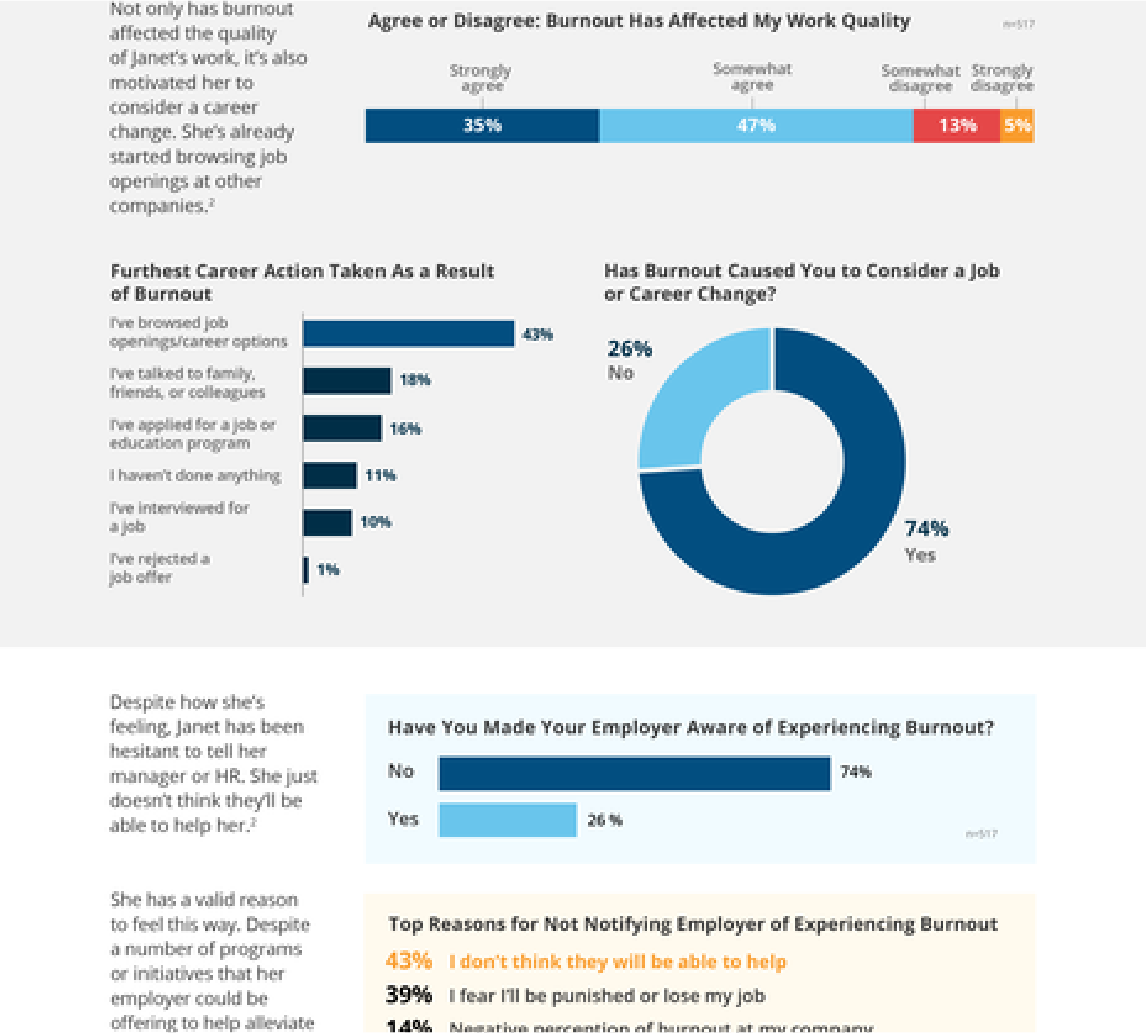 Not only has burnout
affected the quality
of Janet's work, it's also
motivated her to
consider a career
change. She's already
started browsing job
openings at other
companies.²
Agree or Disagree: Burnout Has Affected My Work Quality
n=517
Strongly
agree
Somewhat
agree
Somewhat
disagree
Strongly
disagree
35%
47%
13%
5%
Furthest Career Action Taken As a Result
of Burnout
I've browsed job
openings/career options
43%
I've talked to family,
friends, or colleagues
18%
I've applied for a job or
education program
16%
I haven't done anything
11%
I've interviewed for
a job
10%
I've rejected a
job offer
1%
Has Burnout Caused You to Consider a Job
or Career Change?
26%
No
74%
Yes
Despite how she's
feeling, Janet has been
hesitant to tell her
manager or HR. She just
doesn't think they'll be
able to help her.²
Have You Made Your Employer Aware of Experiencing Burnout?
No 74%
Yes 26 %
n=517
She has a valid reason
to feel this way. Despite
a number of programs
or initiatives that her
employer could be
offering to help alleviate
Top Reasons for Not Notifying Employer of Experiencing Burnout
43% I don't think they will be able to help
39% I fear I'll be punished or lose my job
14% Negative perception of burnout at my company